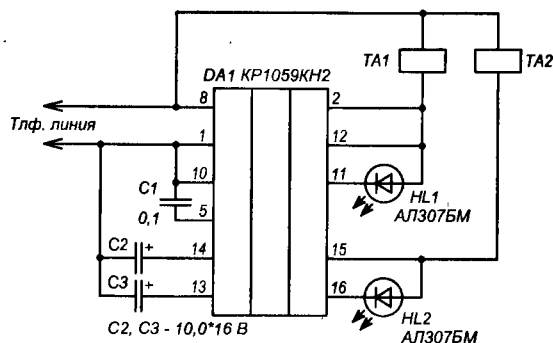 TA1
TA2
DA1 КР1059КН2
8
2
Тлф. линия
1
12
10
11
C1
HL1
АЛ307БМ
0,1
5
C2
+
14
15
C3
+
13
16
HL2
АЛ307БМ
C2, C3 - 10,0*16 В